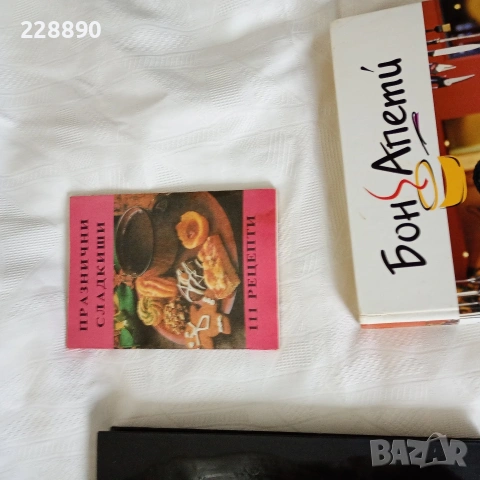 228890
ПРАЗНИЧНИ
СЛАДКИШИ
111 РЕЦЕПТИ
Бон Апети
BAZAR